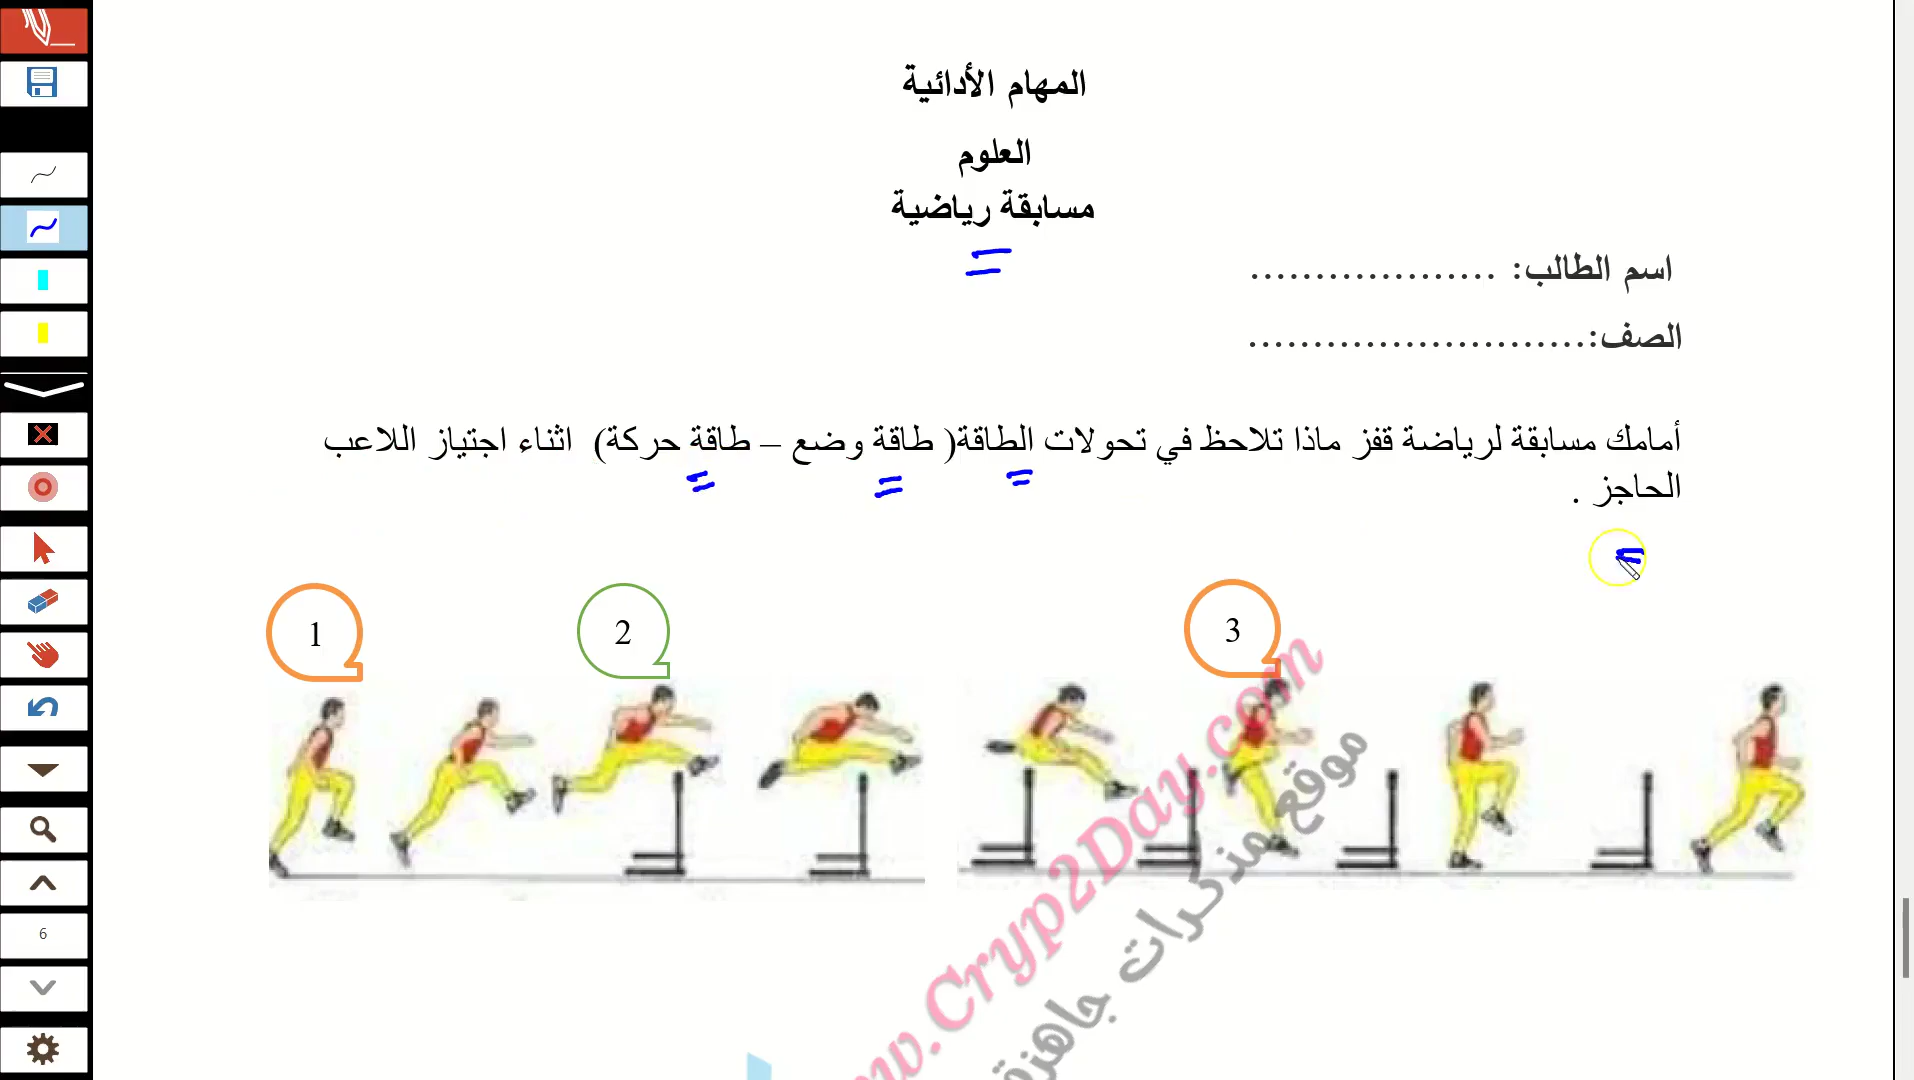 المهام الأدائية
العلوم
مسابقة رياضية
اسم الطالب: ...................
الصف:..........................
أمامك مسابقة لرياضة قفز ماذا تلاحظ في تحولات الطاقة( طاقة وضع – طاقة حركة) اثناء اجتياز اللاعب
الحاجز .
1
2
3
w.Cryp2Day.com
موقع مذكرات جاهزة
6